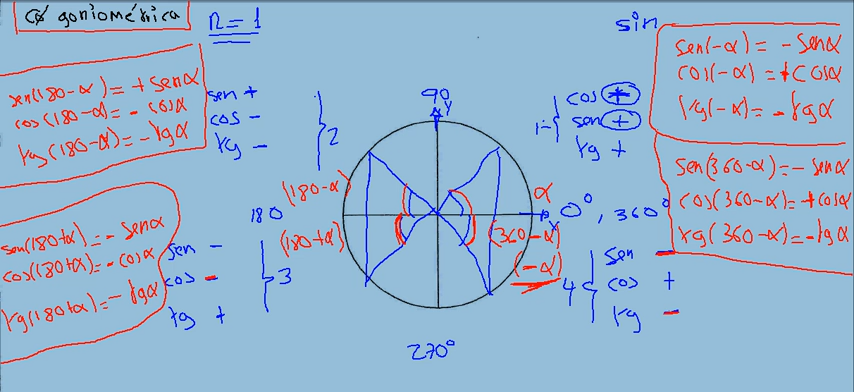 C⌀ goniométrica
R = 1
sin
sen(180-α) = + senα
cos(180-α) = - cosα
tg(180-α) = - tgα
sen +
cos -
tg -
2
90
y
1
cos +
sen +
tg +
sen(-α) = - senα
cos(-α) = + cosα
tg(-α) = - tgα
sen(360-α) = - senα
cos(360-α) = + cosα
tg(360-α) = - tgα
(180-α)
180
(180+α)
α
x
0°, 360°
(360-α)
(-α)
sen(180+α) = - senα
cos(180+α) = - cosα
tg(180+α) = - tgα
sen -
cos -
tg +
3
4
sen -
cos +
tg -
270°